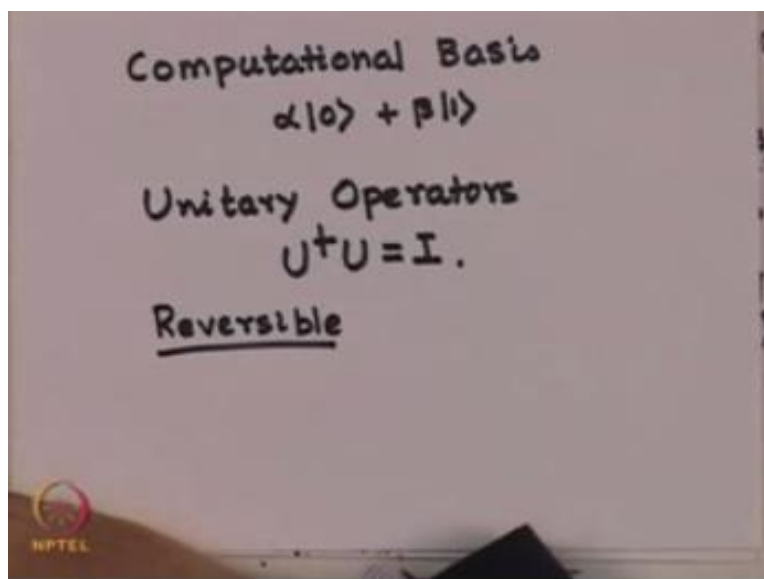 Computational Basis
α|0⟩ + β|1⟩
Unitary Operators
U†U = I.
Reversible
NPTEL